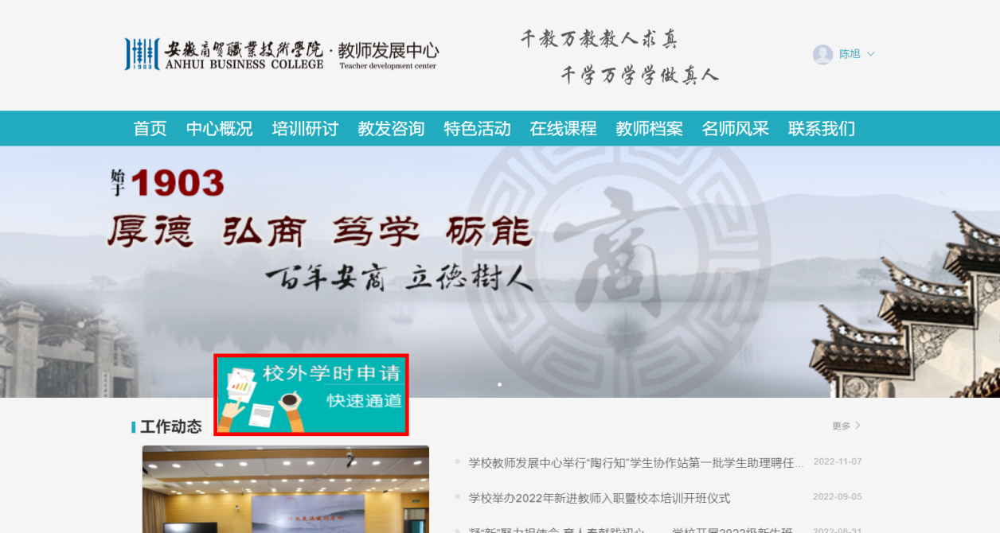 安徽商贸職業技術學院·教师发展中心
ANHUI BUSINESS COLLEGE Teacher development center
1903
千教万教教人求真
千学万学学做真人
陈旭
首页 中心概况 培训研讨 教发咨询 特色活动 在线课程 教师档案 名师风采 联系我们
始于1903
厚德 弘商 笃学 砺能
百年安商 立德樹人
商
校外学时申请
快速通道
工作动态
更多
学校教师发展中心举行“陶行知”学生协作站第一批学生助理聘任... 2022-11-07
学校举办2022年新进教师入职暨校本培训开班仪式 2022-09-05
凝“新”聚力担使命 育人奉献践初心——学校开展2022级新生班... 2022-08-31